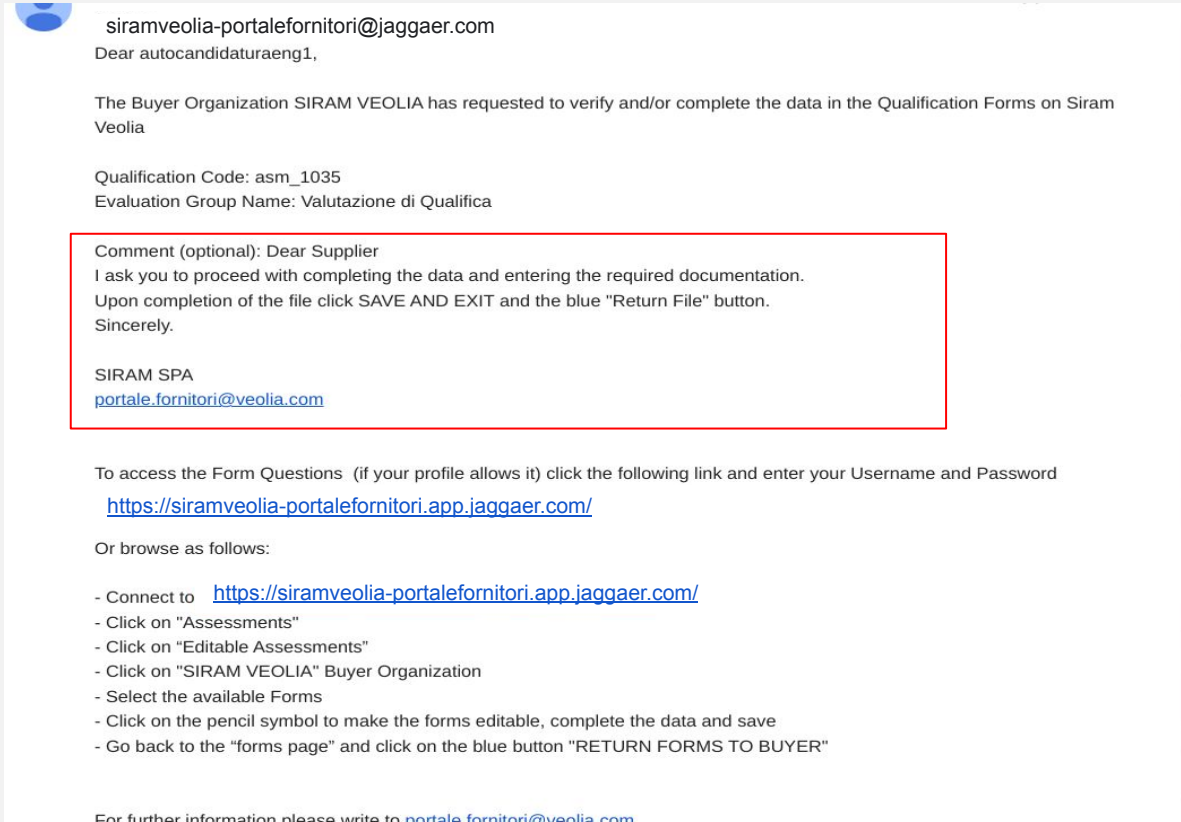 siramveolia-portalefornitori@jaggaer.com
Dear autocandidaturaeng1,
The Buyer Organization SIRAM VEOLIA has requested to verify and/or complete the data in the Qualification Forms on Siram
Veolia
Qualification Code: asm_1035
Evaluation Group Name: Valutazione di Qualifica
Comment (optional): Dear Supplier
I ask you to proceed with completing the data and entering the required documentation.
Upon completion of the file click SAVE AND EXIT and the blue "Return File" button.
Sincerely.
SIRAM SPA
portale.fornitori@veolia.com
To access the Form Questions  (if your profile allows it) click the following link and enter your Username and Password
https://siramveolia-portalefornitori.app.jaggaer.com/
Or browse as follows:
- Connect to https://siramveolia-portalefornitori.app.jaggaer.com/
- Click on "Assessments"
- Click on “Editable Assessments”
- Click on "SIRAM VEOLIA" Buyer Organization
- Select the available Forms
- Click on the pencil symbol to make the forms editable, complete the data and save
- Go back to the “forms page” and click on the blue button "RETURN FORMS TO BUYER"
For further information please write to portale.fornitori@veolia.com